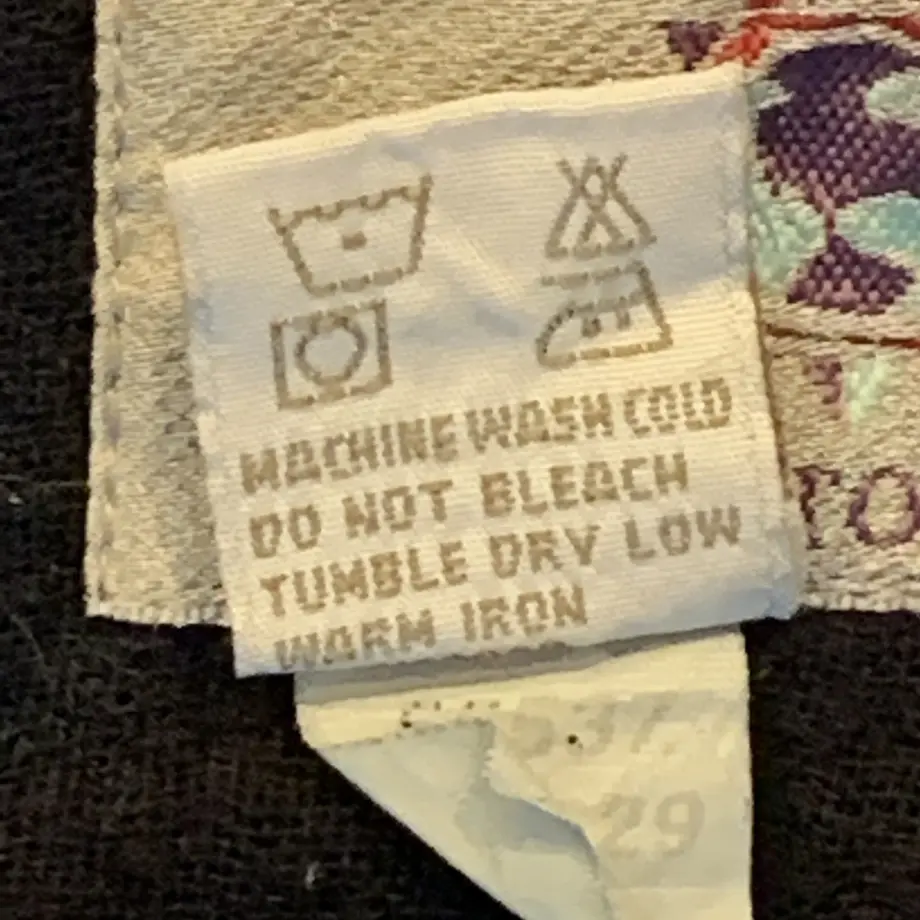 MACHINE WASH COLD
DO NOT BLEACH
TUMBLE DRY LOW
WARM IRON
29